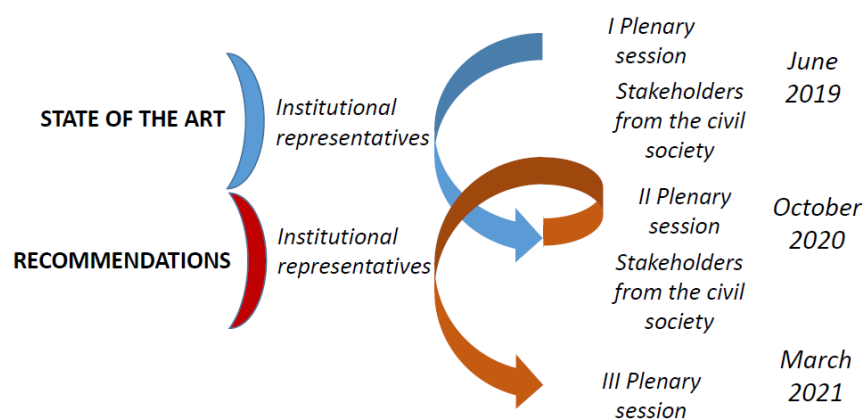 I Plenary
session
June
2019
STATE OF THE ART
Institutional
representatives
Stakeholders
from the civil
society
II Plenary
session
October
2020
RECOMMENDATIONS
Institutional
representatives
Stakeholders
from the civil
society
III Plenary
session
March
2021